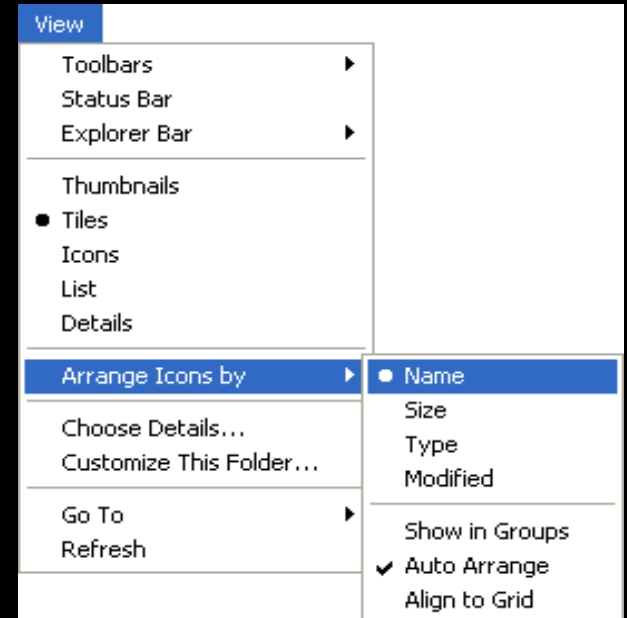 View
Toolbars
Status Bar
Explorer Bar
Thumbnails
Tiles
Icons
List
Details
Arrange Icons by
Choose Details...
Customize This Folder...
Go To
Refresh
Name
Size
Type
Modified
Show in Groups
Auto Arrange
Align to Grid